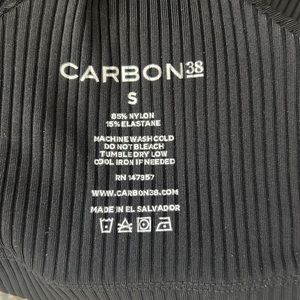 CARBON38
S
85% NYLON
15% ELASTANE
MACHINE WASH COLD
DO NOT BLEACH
TUMBLE DRY LOW
COOL IRON IF NEEDED
RN 147957
WWW.CARBON38.COM
MADE IN EL SALVADOR